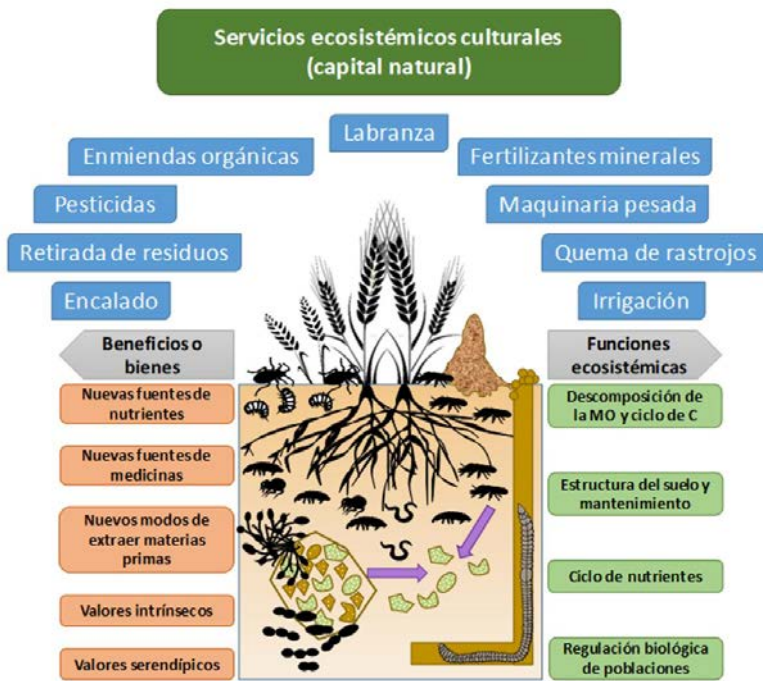 Servicios ecosistémicos culturales
(capital natural)
Labranza
Enmiendas orgánicas
Fertilizantes minerales
Pesticidas
Maquinaria pesada
Retirada de residuos
Quema de rastrojos
Encalado
Irrigación
Beneficios o
bienes
Nuevas fuentes de
nutrientes
Nuevas fuentes de
medicinas
Nuevos modos de
extraer materias
primas
Valores intrínsecos
Valores serendípicos
Funciones
ecosistémicas
Descomposición de
la MO y ciclo de C
Estructura del suelo y
mantenimiento
Ciclo de nutrientes
Regulación biológica
de poblaciones